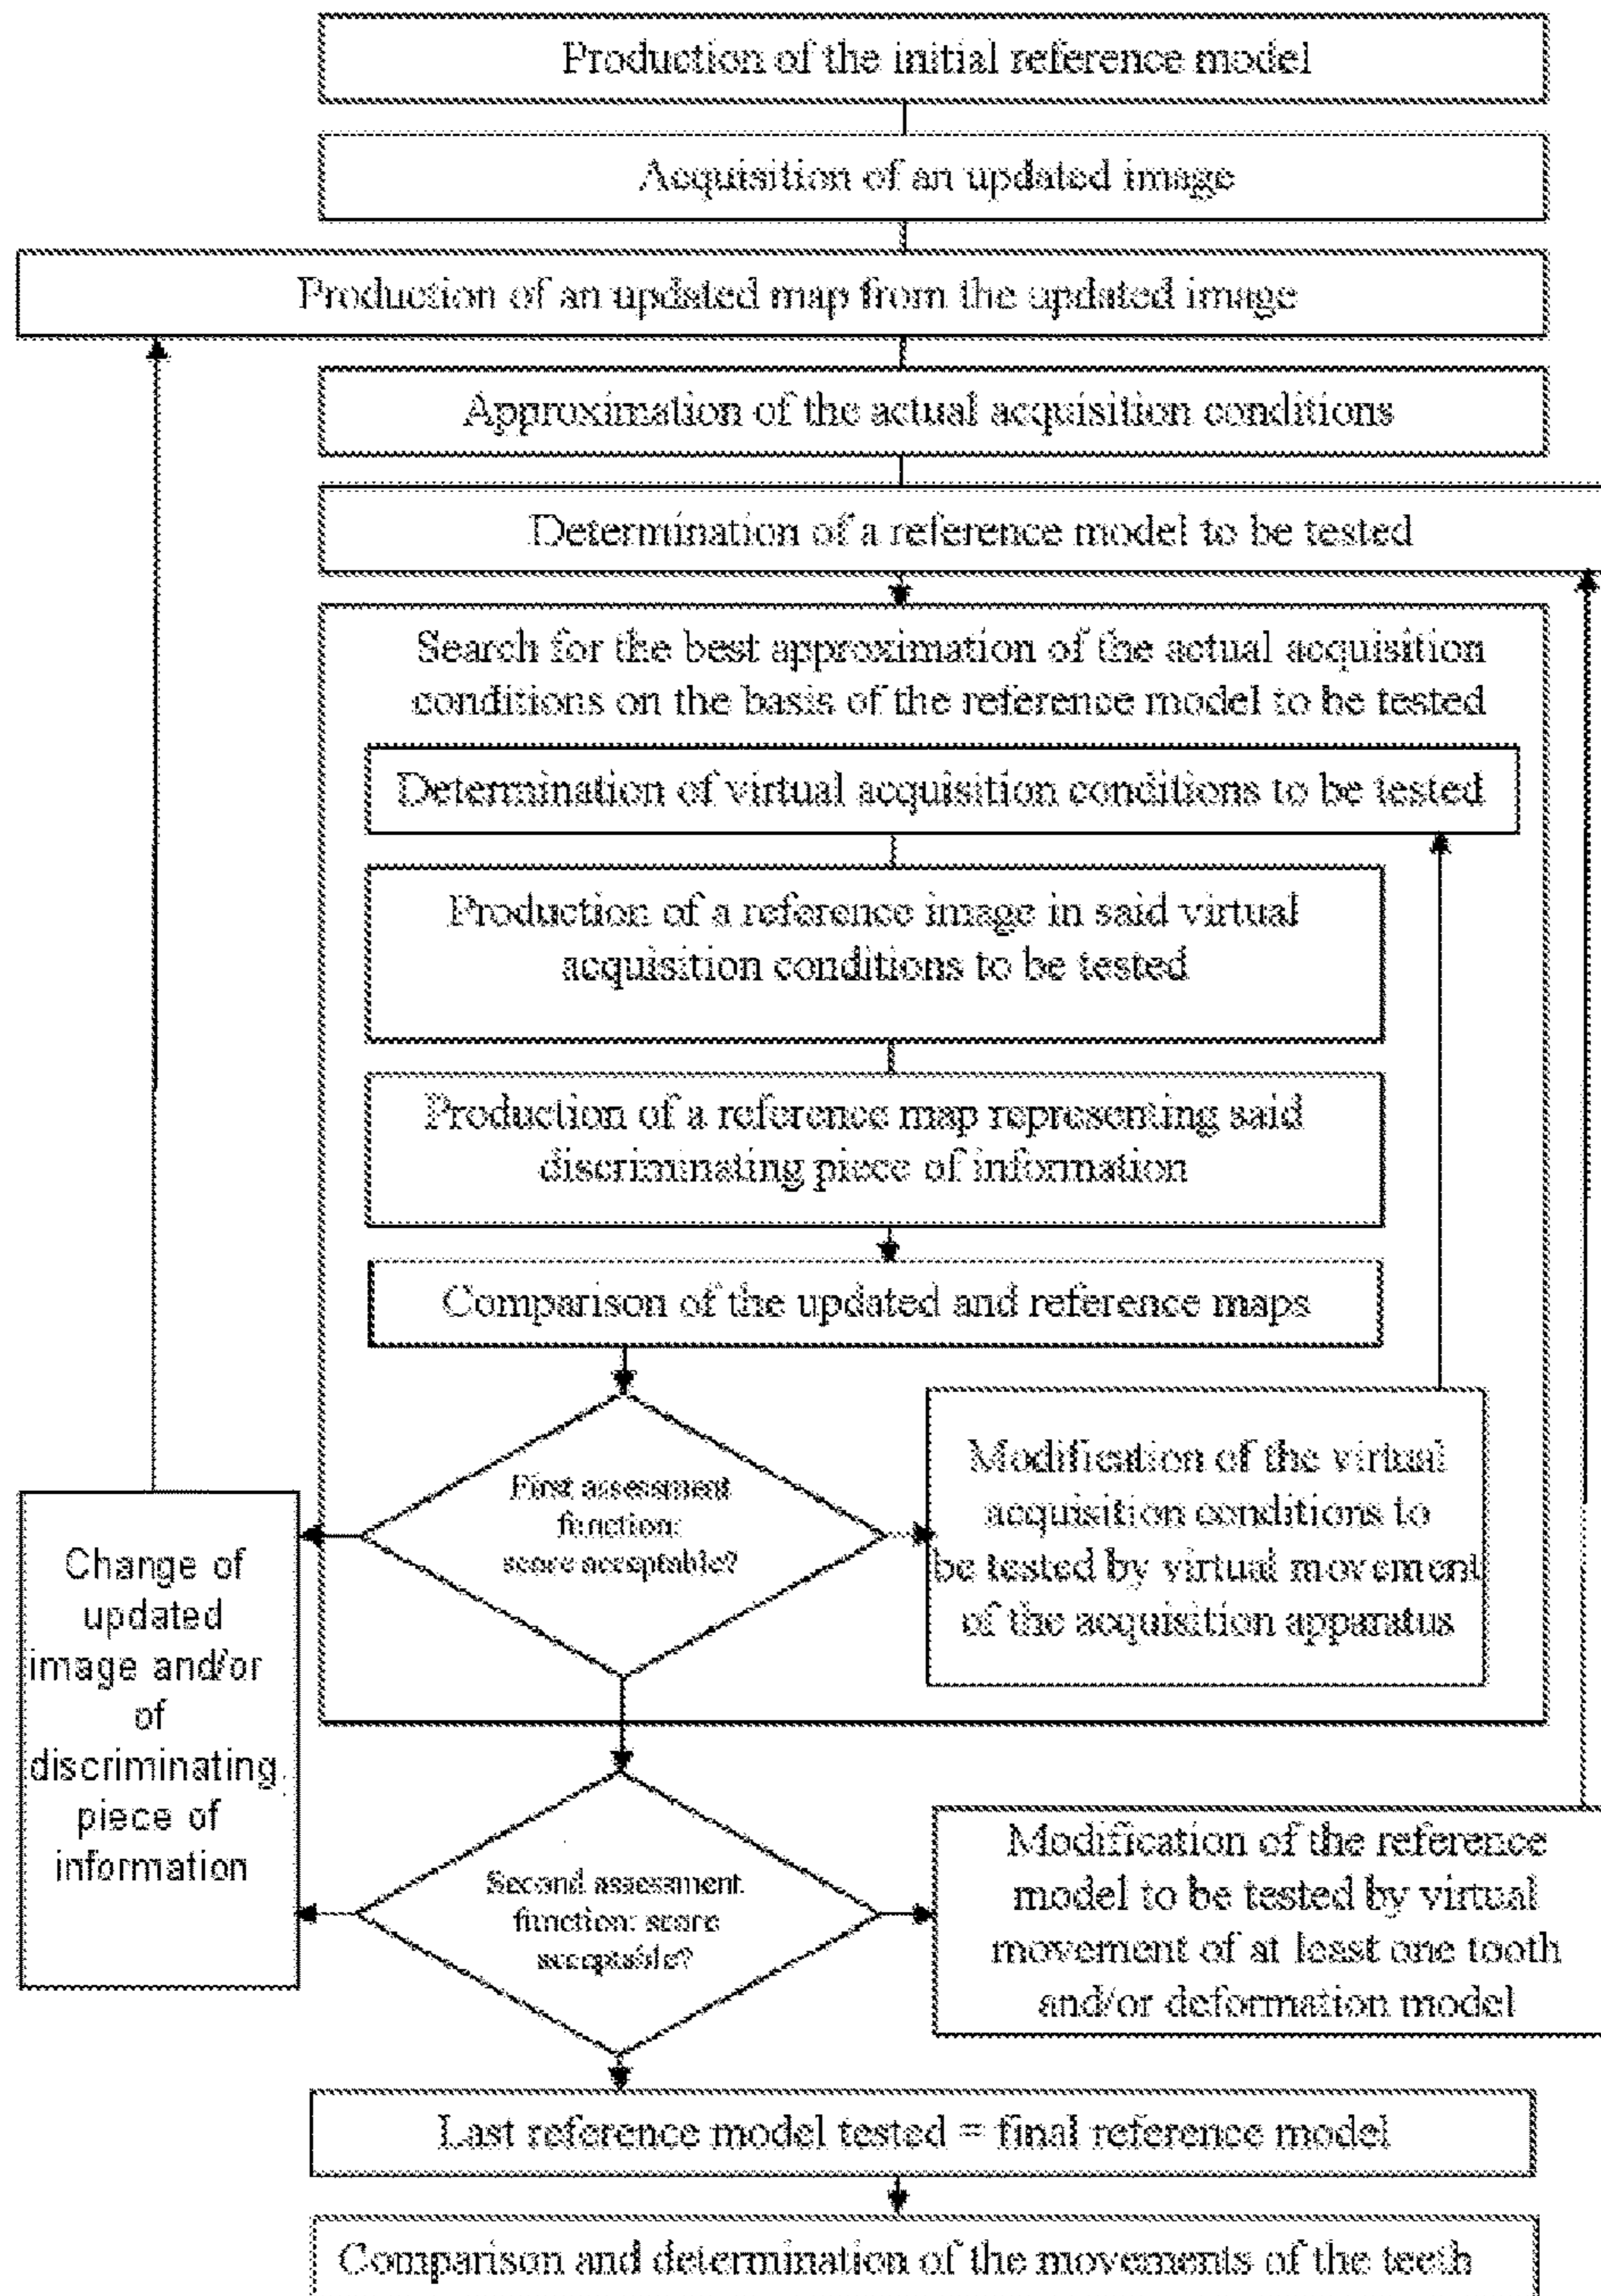 Production of the initial reference model
Acquisition of an updated image
Production of an updated map from the updated image
Approximation of the actual acquisition conditions
Determination of a reference model to be tested
Search for the best approximation of the actual acquisition
conditions on the basis of the reference model to be tested
Determination of virtual acquisition conditions to be tested
Production of a reference image in said virtual
acquisition conditions to be tested
Production of a reference map representing said
discriminating piece of information
Comparison of the updated and reference maps
First assessment
function:
score acceptable?
Modification of the virtual
acquisition conditions to
be tested by virtual movement
of the acquisition apparatus
Change of
updated
image and/or
of
discriminating
piece of
information
Second assessment
function: score
acceptable?
Modification of the reference
model to be tested by virtual
movement of at least one tooth
and/or deformation model
Last reference model tested = final reference model
Comparison and determination of the movements of the teeth